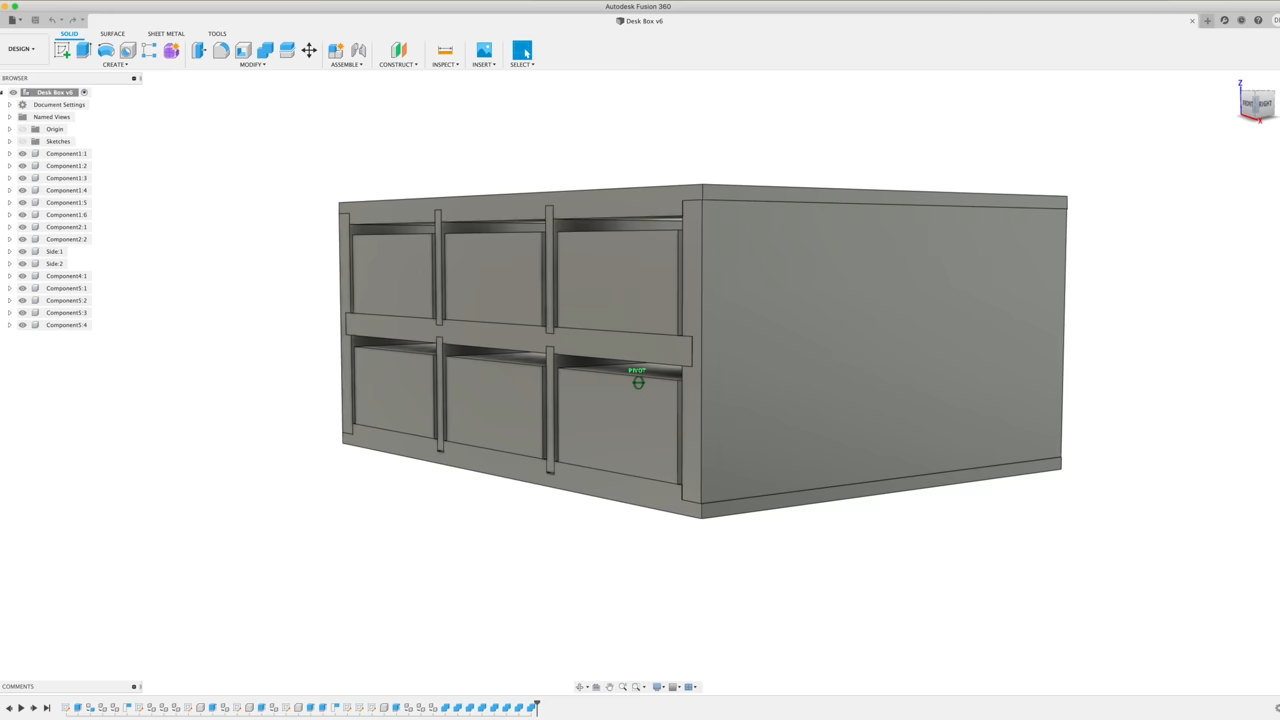 Autodesk Fusion 360
Desk Box v6
SOLID SURFACE SHEET METAL TOOLS
DESIGN
CREATE MODIFY ASSEMBLE CONSTRUCT INSPECT INSERT SELECT
BROWSER
Desk Box v6
Document Settings
Named Views
Origin
Sketches
Component1:1
Component1:2
Component1:3
Component1:4
Component1:5
Component1:6
Component2:1
Component2:2
Side:1
Side:2
Component4:1
Component5:1
Component5:2
Component5:3
Component5:4
Z
FRONT RIGHT
X
PIVOT
COMMENTS